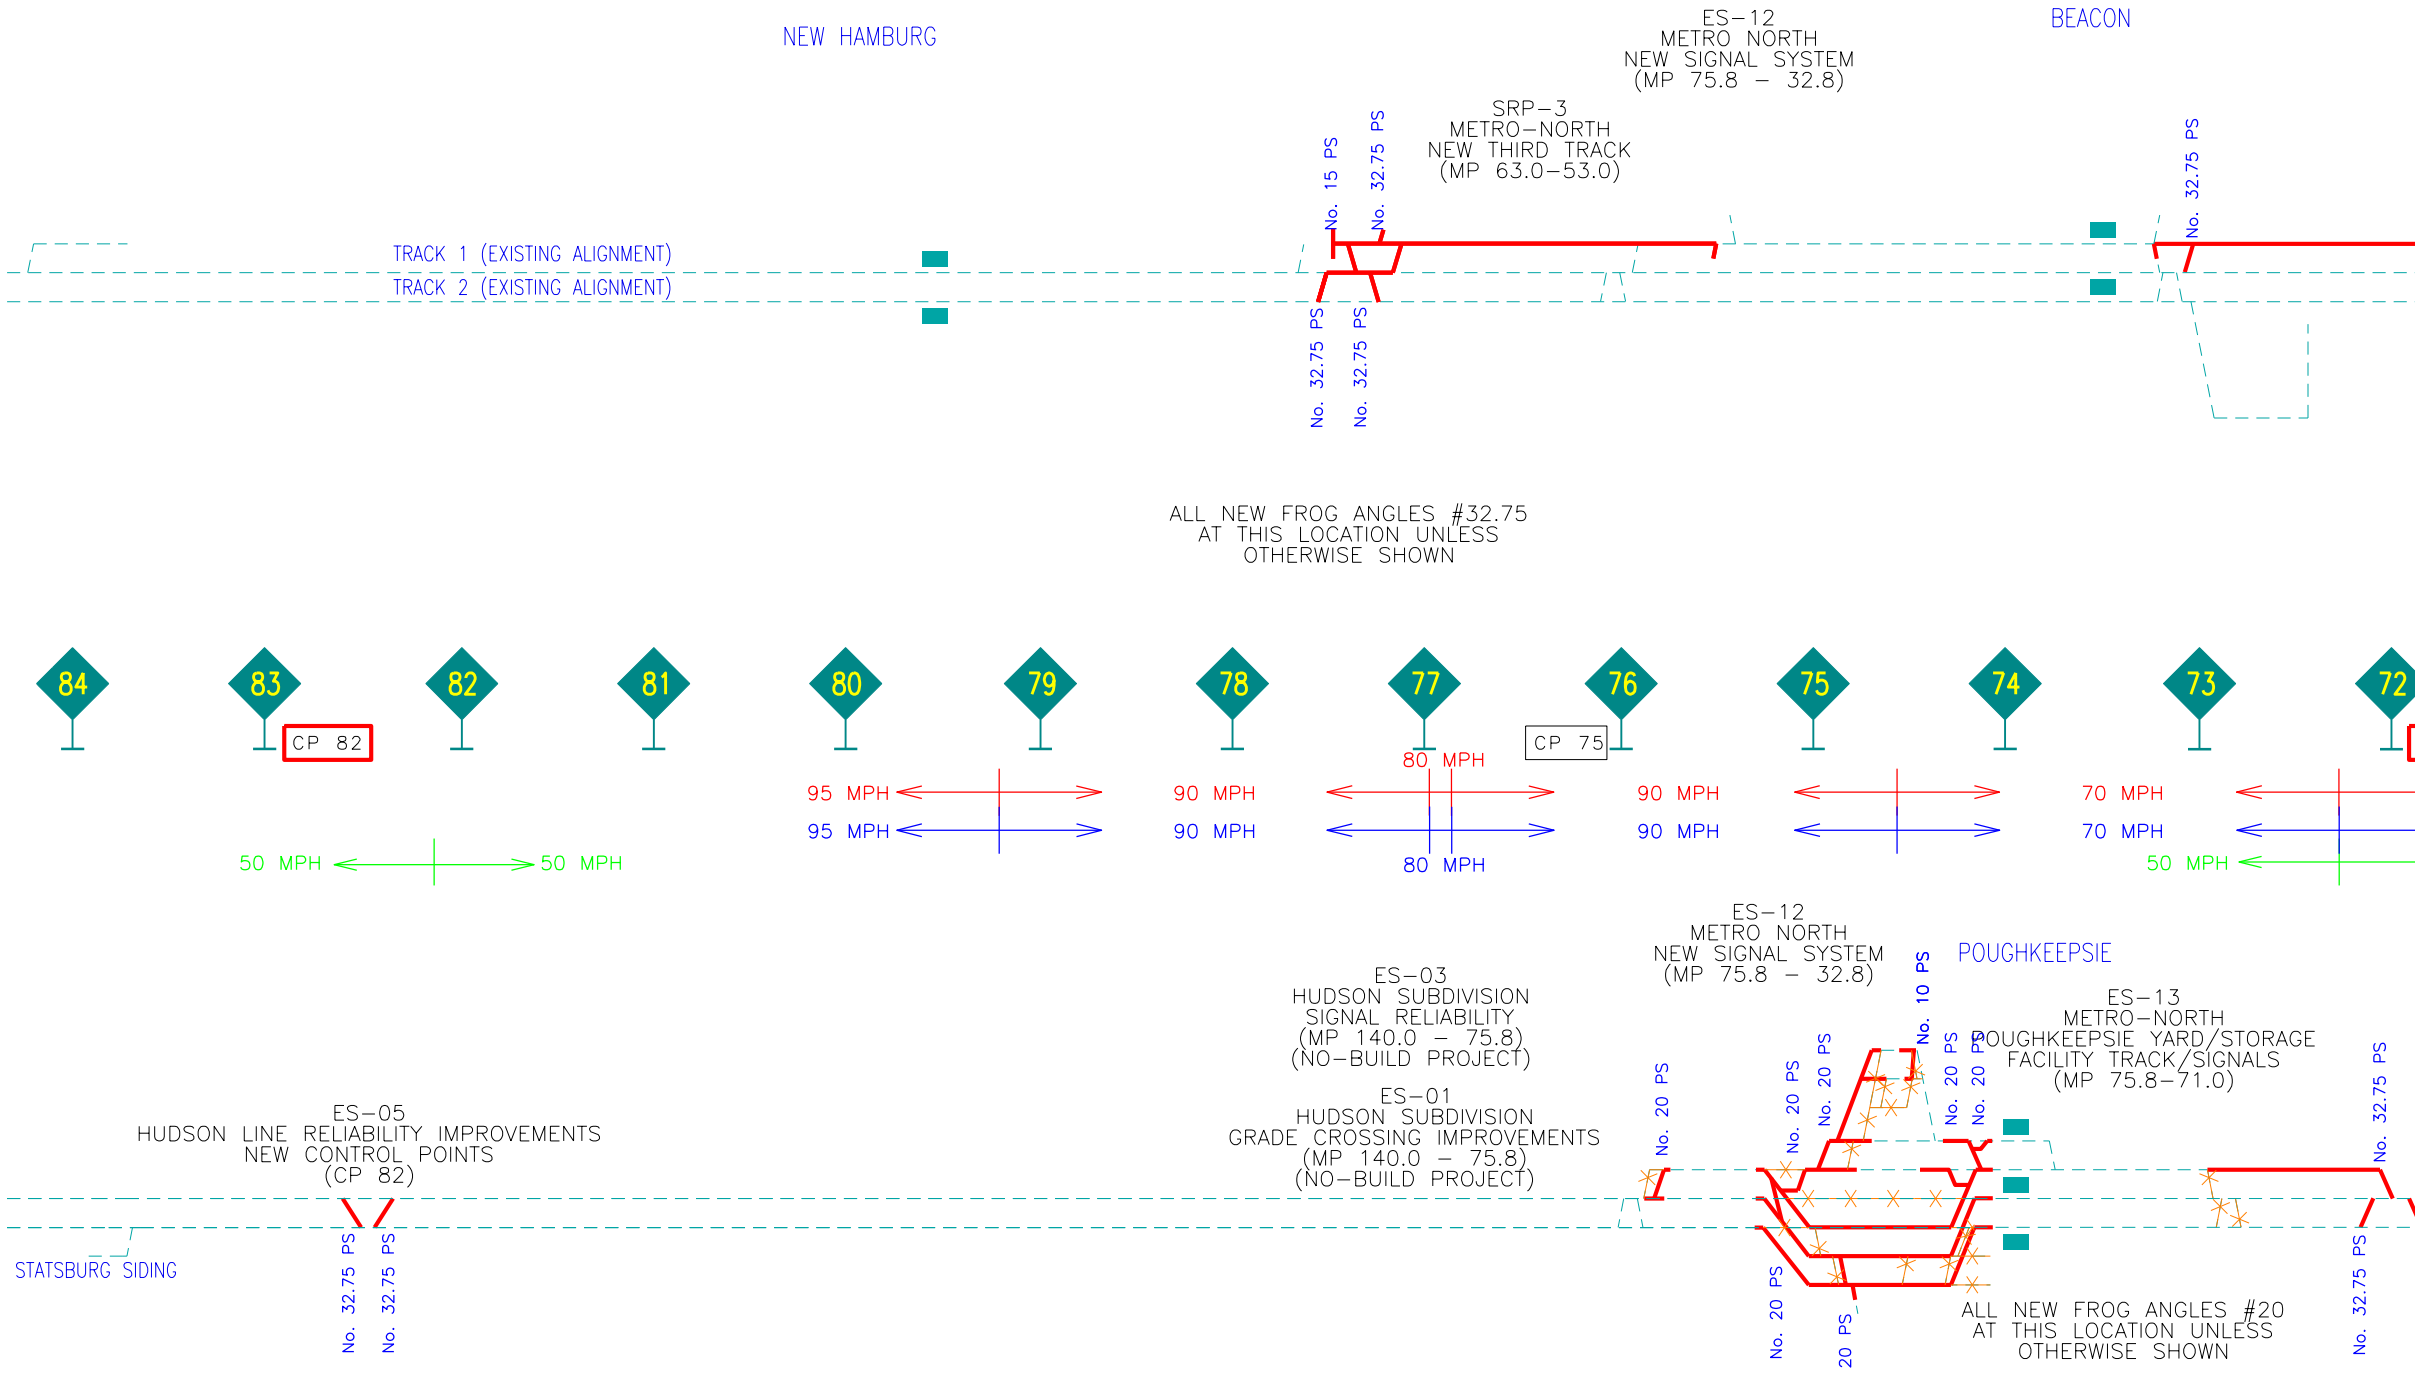 NEW HAMBURG
ES-12
METRO NORTH
NEW SIGNAL SYSTEM
(MP 75.8 - 32.8)
BEACON
SRP-3
METRO-NORTH
NEW THIRD TRACK
(MP 63.0-53.0)
No. 15 PS
No. 32.75 PS
No. 32.75 PS
TRACK 1 (EXISTING ALIGNMENT)
TRACK 2 (EXISTING ALIGNMENT)
No. 32.75 PS
No. 32.75 PS
ALL NEW FROG ANGLES #32.75
AT THIS LOCATION UNLESS
OTHERWISE SHOWN
84
83
82
81
80
79
78
77
76
75
74
73
72
CP 82
CP 75
80 MPH
95 MPH
90 MPH
90 MPH
70 MPH
95 MPH
90 MPH
90 MPH
70 MPH
80 MPH
50 MPH
50 MPH
50 MPH
ES-12
METRO NORTH
NEW SIGNAL SYSTEM
(MP 75.8 - 32.8)
POUGHKEEPSIE
ES-03
HUDSON SUBDIVISION
SIGNAL RELIABILITY
(MP 140.0 - 75.8)
(NO-BUILD PROJECT)
ES-13
METRO-NORTH
POUGHKEEPSIE YARD/STORAGE
FACILITY TRACK/SIGNALS
(MP 75.8-71.0)
ES-01
HUDSON SUBDIVISION
GRADE CROSSING IMPROVEMENTS
(MP 140.0 - 75.8)
(NO-BUILD PROJECT)
ES-05
HUDSON LINE RELIABILITY IMPROVEMENTS
NEW CONTROL POINTS
(CP 82)
No. 20 PS
No. 20 PS
No. 20 PS
No. 10 PS
No. 20 PS
No. 20 PS
No. 32.75 PS
STATSBURG SIDING
No. 32.75 PS
No. 32.75 PS
No. 20 PS
20 PS
No. 32.75 PS
ALL NEW FROG ANGLES #20
AT THIS LOCATION UNLESS
OTHERWISE SHOWN